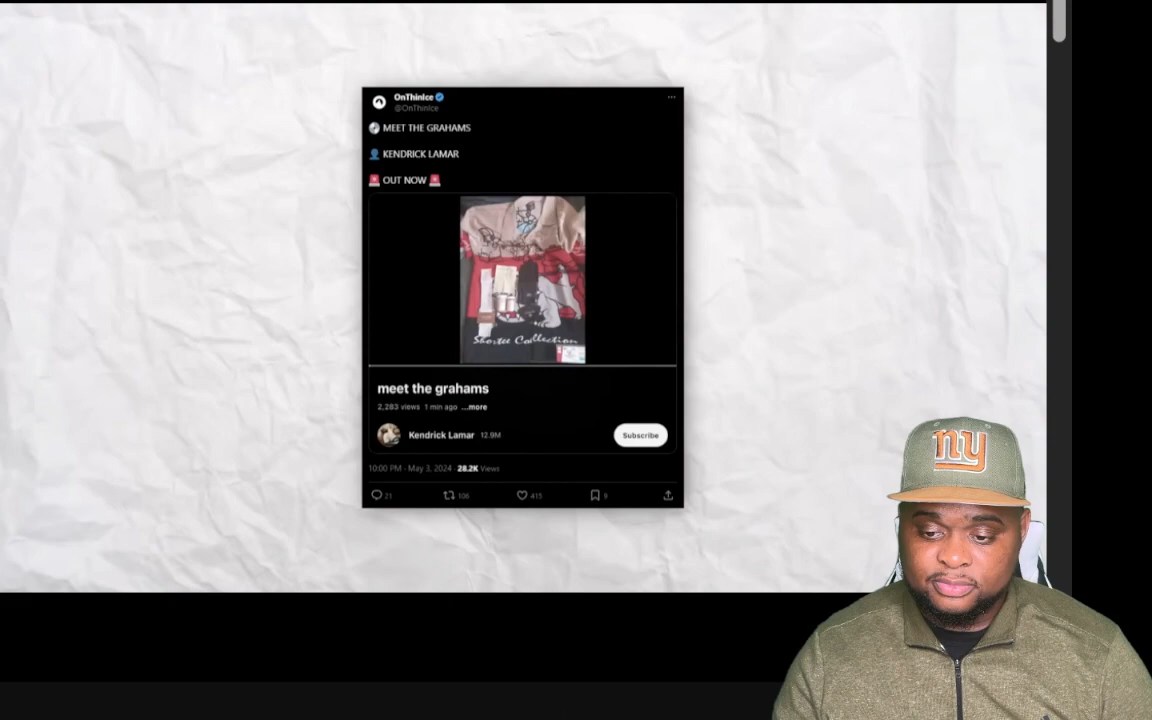 OnThinIce
@OnThinIce
MEET THE GRAHAMS
KENDRICK LAMAR
OUT NOW
Shortee Collection
meet the grahams
2,283 views 1 min ago ...more
Kendrick Lamar 12.9M
Subscribe
10:00 PM · May 3, 2024 28.2K Views
21 106 415 9
ny